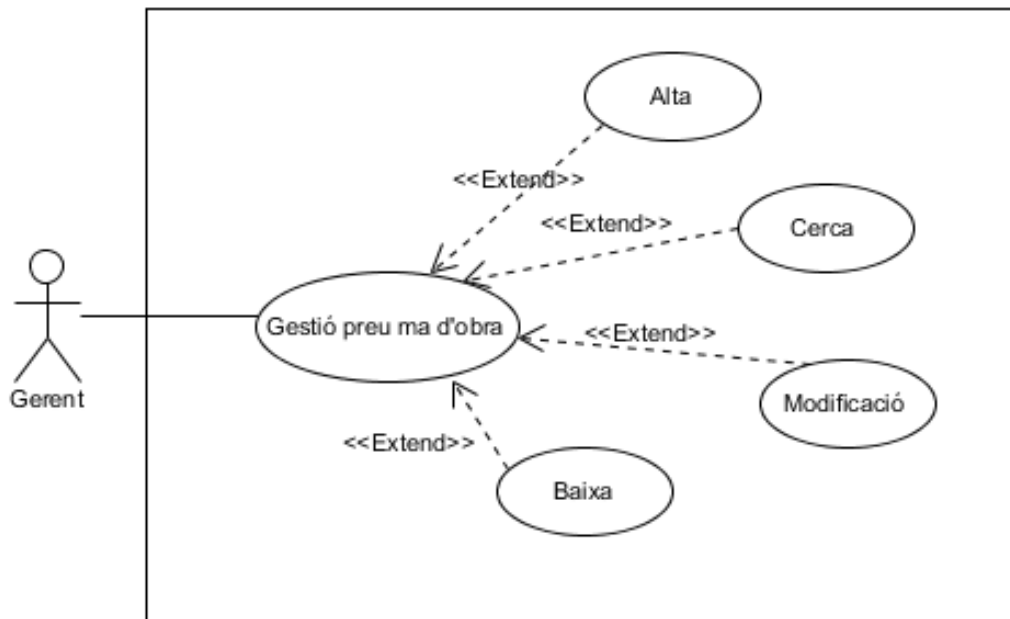 Alta
<<Extend>>
<<Extend>>
Cerca
Gestió preu ma d'obra
<<Extend>>
Gerent
Modificació
<<Extend>>
Baixa